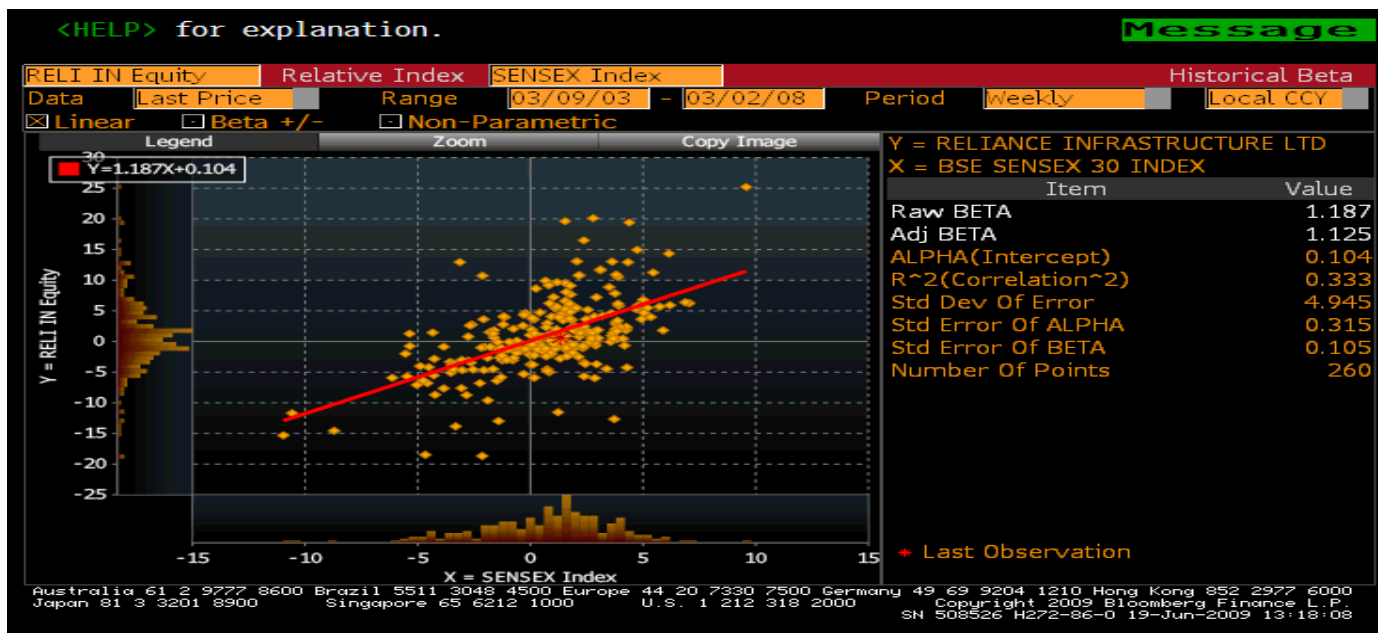 <HELP> for explanation. Message
RELI IN Equity Relative Index SENSEX Index Historical Beta
Data Last Price Range 03/09/03 - 03/02/08 Period Weekly Local CCY
Linear Beta +/- Non-Parametric
Legend Zoom Copy Image
Y = RELIANCE INFRASTRUCTURE LTD
X = BSE SENSEX 30 INDEX
Item Value
Raw BETA 1.187
Adj BETA 1.125
ALPHA(Intercept) 0.104
R^2(Correlation^2) 0.333
Std Dev Of Error 4.945
Std Error Of ALPHA 0.315
Std Error Of BETA 0.105
Number Of Points 260
* Last Observation
Y=1.187X+0.104
Y = RELI IN Equity
30
25
20
15
10
5
0
-5
-10
-15
-20
-25
-15 -10 -5 0 5 10 15
X = SENSEX Index
Australia 61 2 9777 8600 Brazil 5511 3048 4500 Europe 44 20 7330 7500 Germany 49 69 9204 1210 Hong Kong 852 2977 6000
Japan 81 3 3201 8900 Singapore 65 6212 1000 U.S. 1 212 318 2000 Copyright 2009 Bloomberg Finance L.P.
SN 508526 H272-86-0 19-Jun-2009 13:18:08